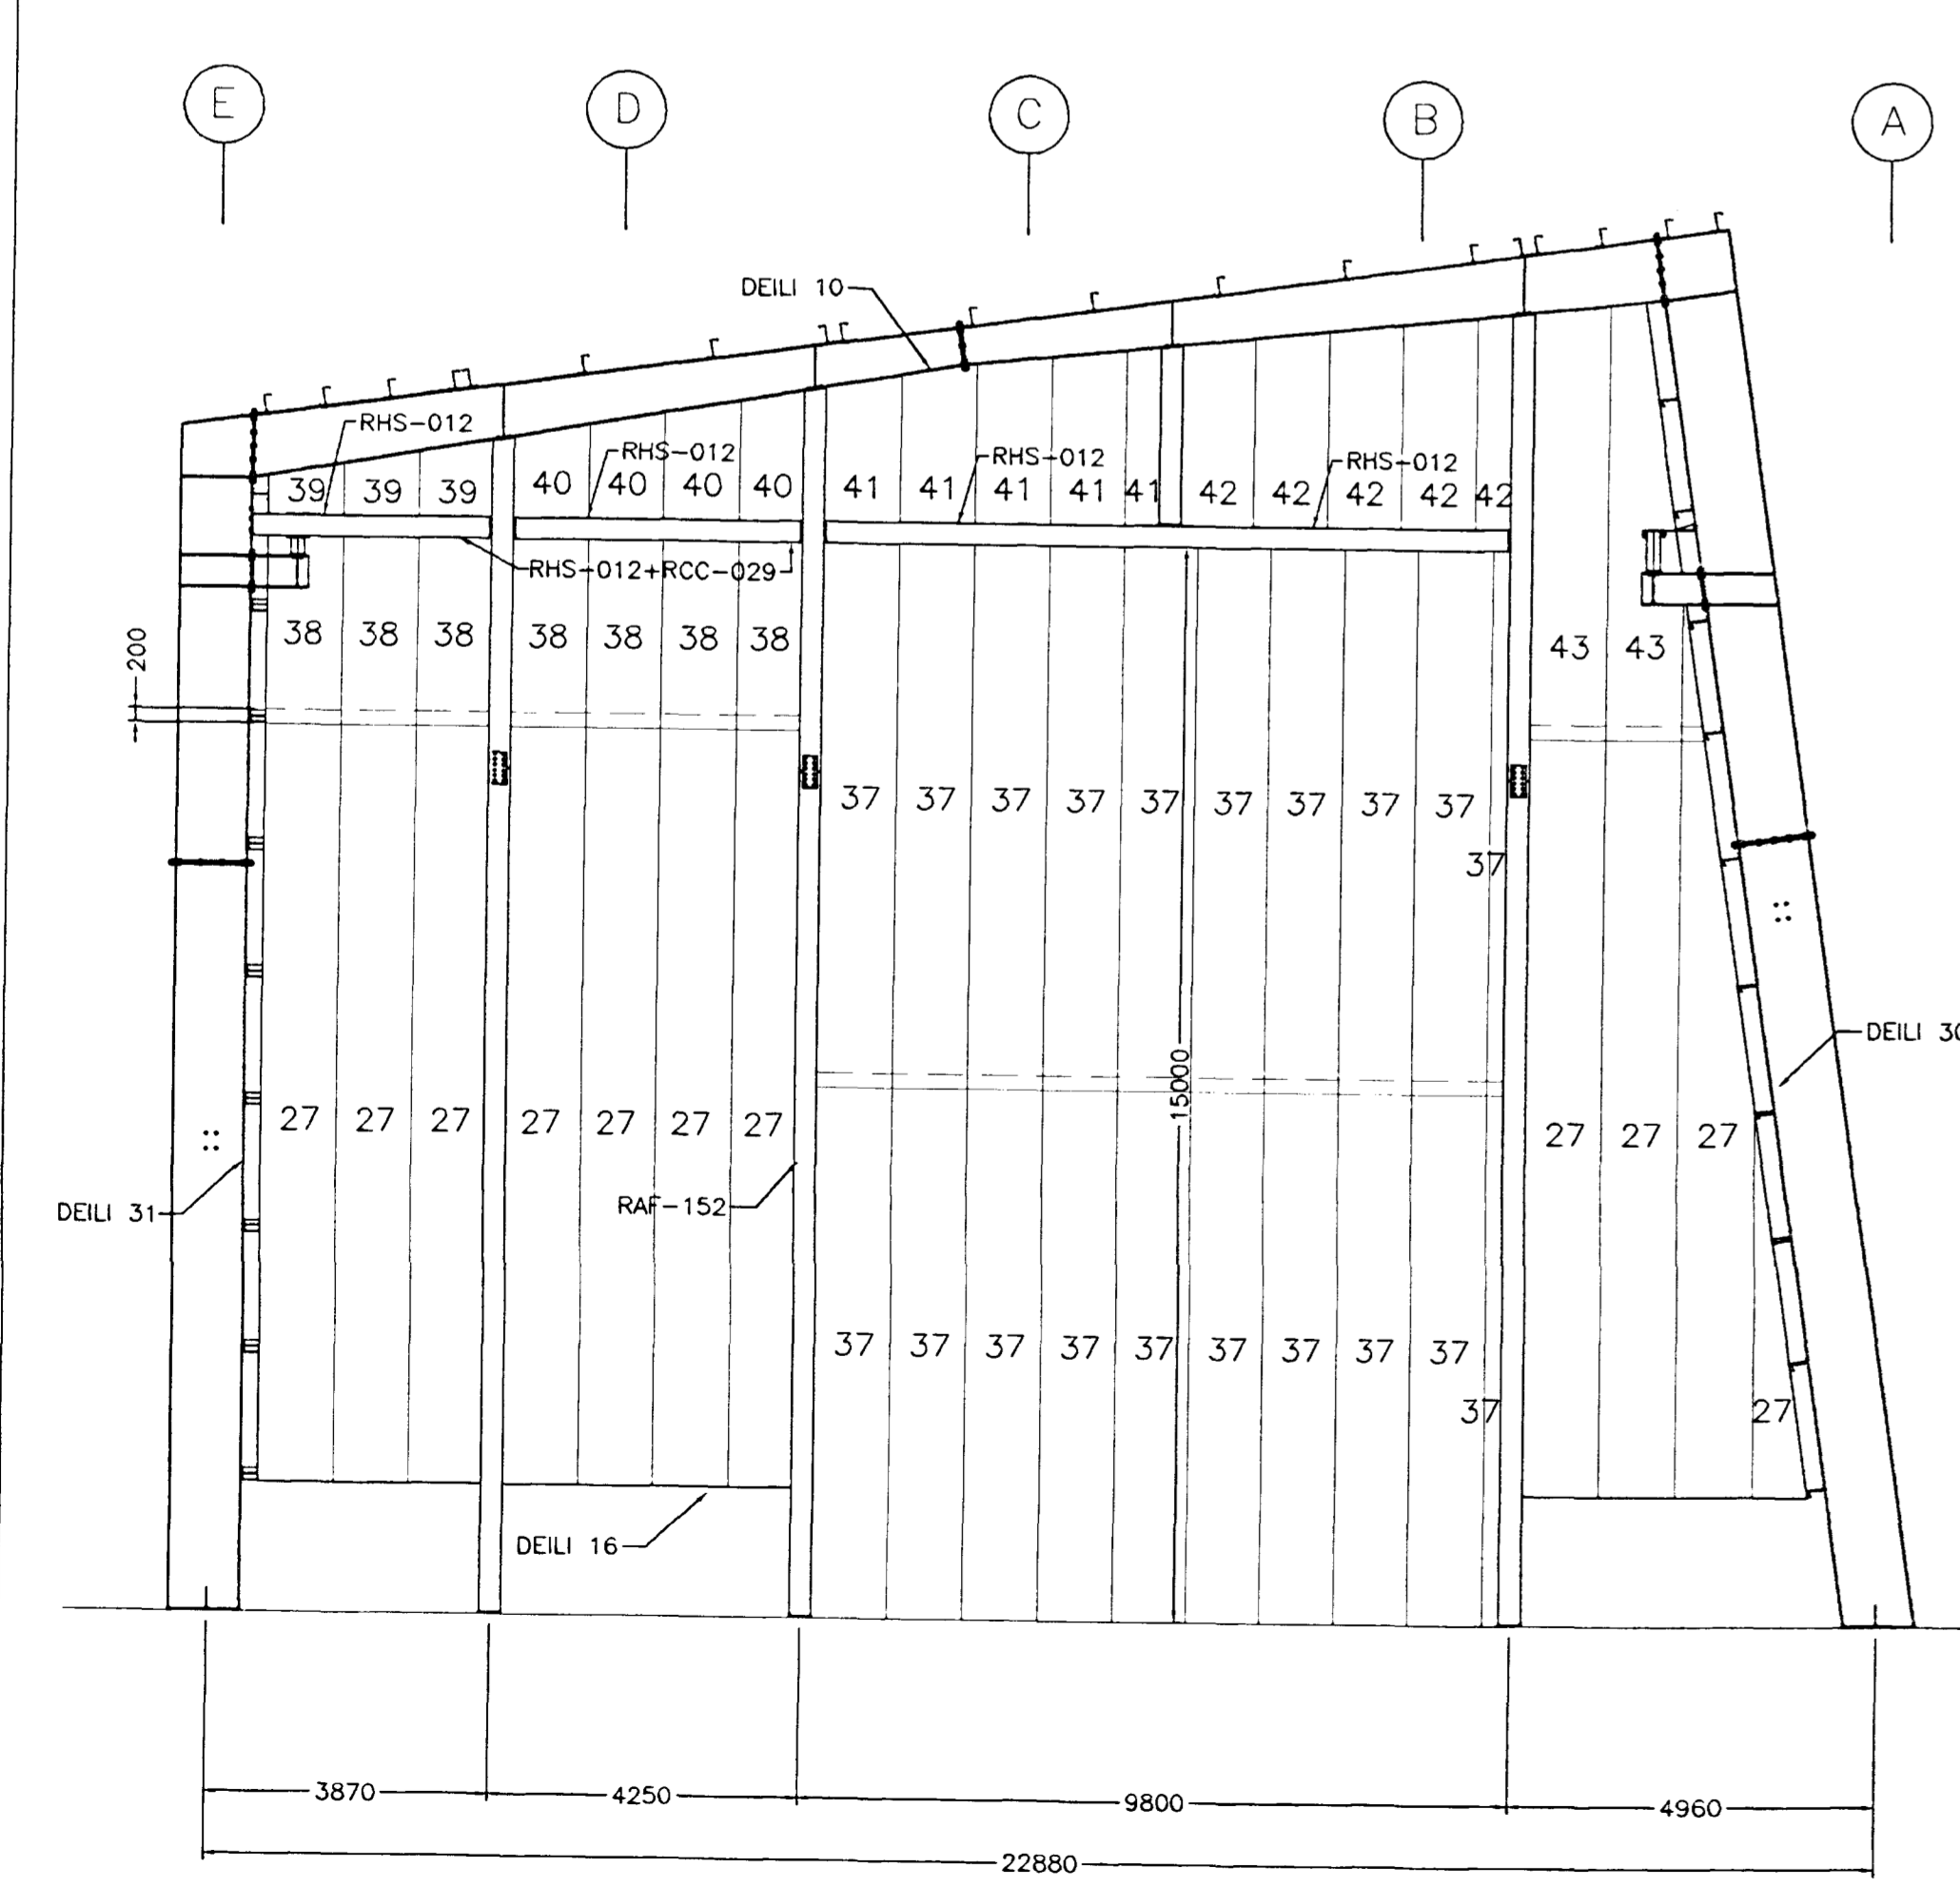 E D C B A
DEILI 10
RHS-012
RHS-012
RHS-012
RHS-012
39 39 39 40 40 40 40 41 41 41 41 41 42 42 42 42 42
RHS-012+RCC-029
200
38 38 38 38 38 38 38 43 43
37 37 37 37 37 37 37 37 37
37
DEILI 30
15000
27 27 27 27 27 27 27 27 27 27
DEILI 31
RAF-152
37 37 37 37 37 37 37 37 37
37
27
DEILI 16
3870 4250 9800 4960
22880